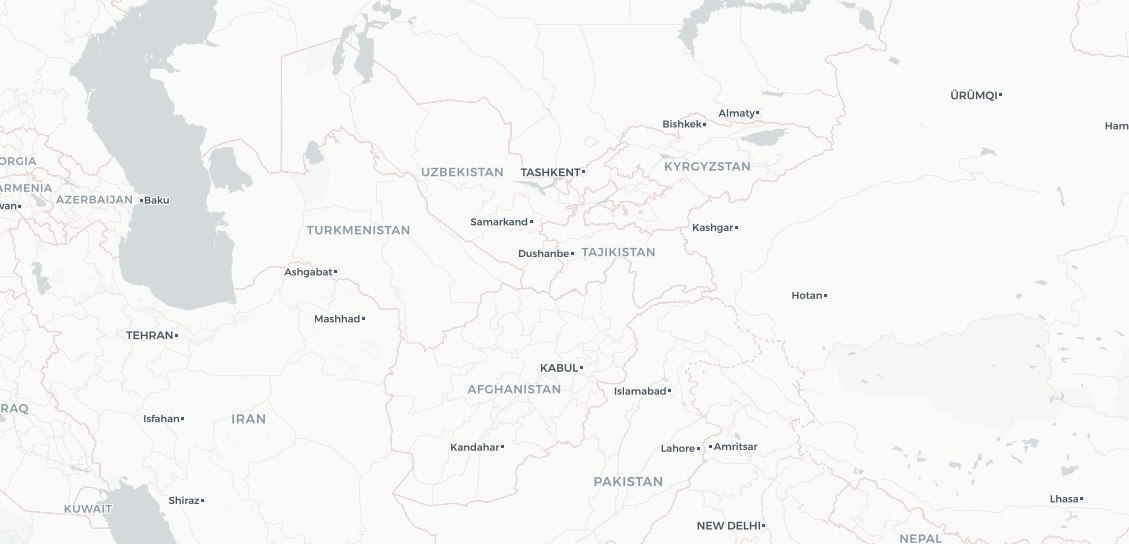 ÜRÜMQI
Almaty
Bishkek
Ham
ORGIA
KYRGYZSTAN
UZBEKISTAN
TASHKENT
ARMENIA
AZERBAIJAN
Baku
van
Samarkand
Kashgar
TURKMENISTAN
Dushanbe
TAJIKISTAN
Ashgabat
Hotan
Mashhad
TEHRAN
KABUL
AFGHANISTAN
Islamabad
RAQ
Isfahan
IRAN
Kandahar
Lahore
Amritsar
PAKISTAN
Shiraz
Lhasa
KUWAIT
NEW DELHI
NEPAL